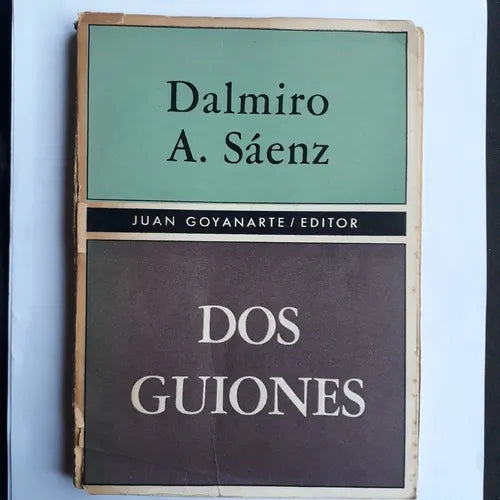 Dalmiro
A. Sáenz
JUAN GOYANARTE / EDITOR
DOS
GUIONES